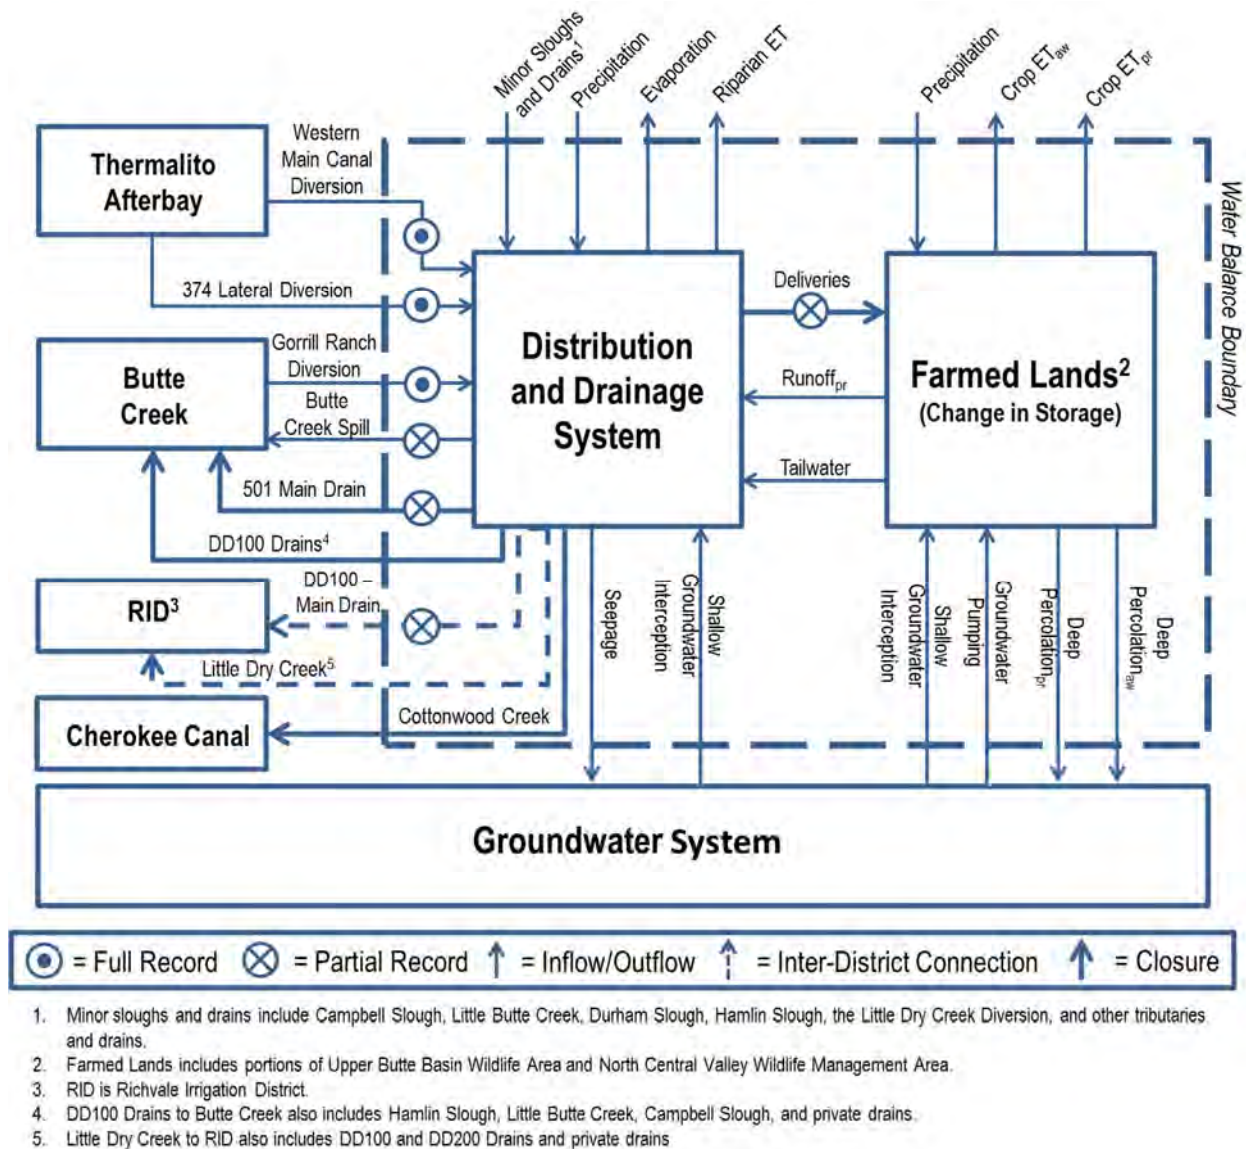 Minor Sloughs
and Drains1
Precipitation
Evaporation
Riparian ET
Precipitation
Crop ETaw
Crop ETpr
Western
Main Canal
Diversion
Thermalito
Afterbay
374 Lateral Diversion
Gorrill Ranch
Diversion
Butte
Creek
Butte
Creek Spill
501 Main Drain
DD100 Drains4
DD100 –
Main Drain
RID3
Little Dry Creek5
Cherokee Canal
Cottonwood Creek
Distribution
and Drainage
System
Deliveries
Runoffpr
Tailwater
Farmed Lands2
(Change in Storage)
Water Balance Boundary
Seepage
Shallow
Groundwater
Interception
Shallow
Groundwater
Interception
Groundwater
Pumping
Deep
Percolationpr
Deep
Percolationaw
Groundwater System
= Full Record
= Partial Record
= Inflow/Outflow
= Inter-District Connection
= Closure
1. Minor sloughs and drains include Campbell Slough, Little Butte Creek, Durham Slough, Hamlin Slough, the Little Dry Creek Diversion, and other tributaries
and drains.
2. Farmed Lands includes portions of Upper Butte Basin Wildlife Area and North Central Valley Wildlife Management Area.
3. RID is Richvale Irrigation District.
4. DD100 Drains to Butte Creek also includes Hamlin Slough, Little Butte Creek, Campbell Slough, and private drains.
5. Little Dry Creek to RID also includes DD100 and DD200 Drains and private drains